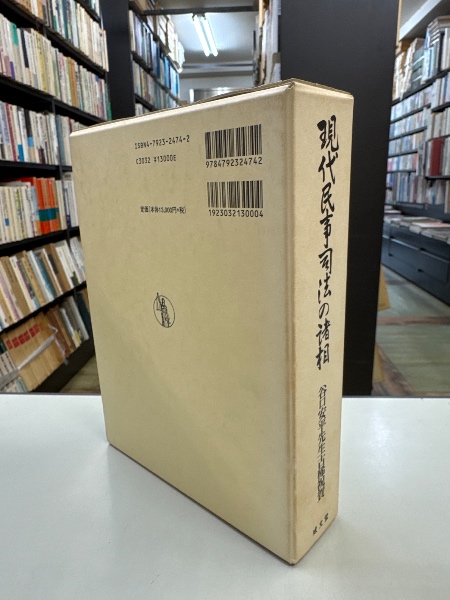 ISBN4-7923-2474-2
C3032 ¥13000E
定価(本体13,000円+税)
9784792324742
1923032130004
現代民事司法の諸相
谷口安平先生古稀祝賀
成文堂